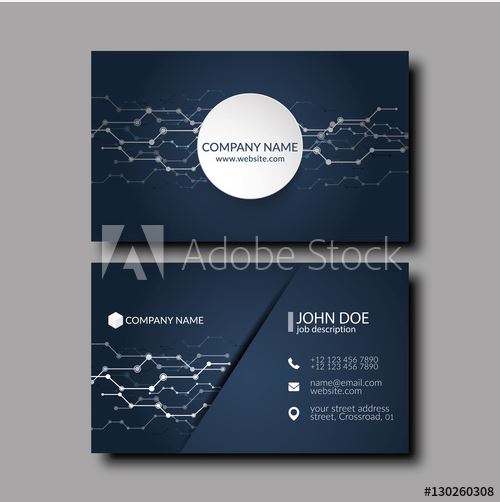 COMPANY NAME
www.website.com
Adobe Stock
COMPANY NAME
JOHN DOE
job description
+12 123 456 7890
+12 123 456 7890
name@email.com
website.com
your street address
street, Crossroad, 01
#130260308